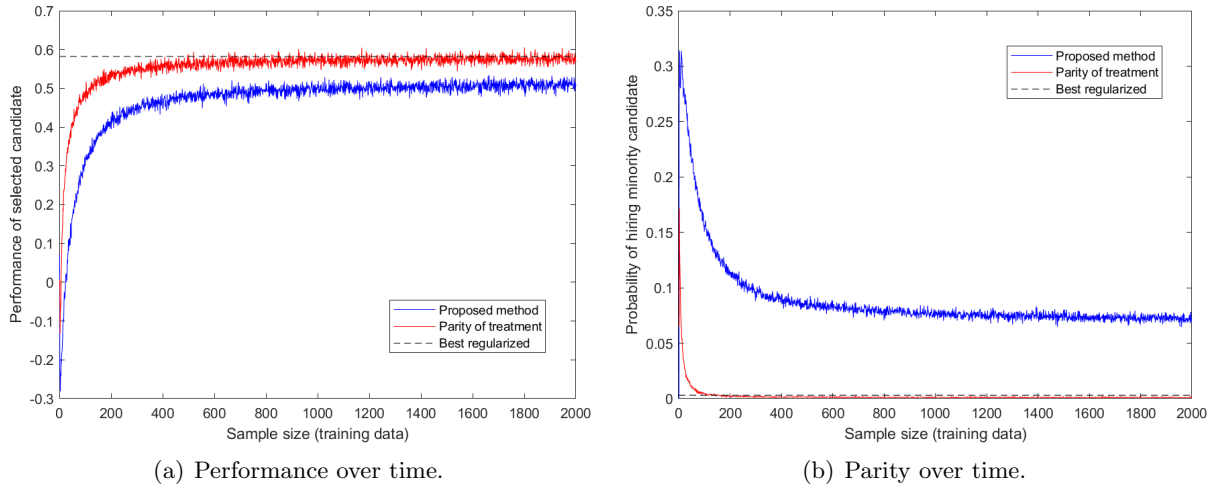 0.7
0.6
0.5
0.4
0.3
0.2
0.1
0
-0.1
-0.2
-0.3
Performance of selected candidate
0 200 400 600 800 1000 1200 1400 1600 1800 2000
Sample size (training data)
Proposed method
Parity of treatment
Best regularized
(a) Performance over time.
0.35
0.3
0.25
0.2
0.15
0.1
0.05
0
Probability of hiring minority candidate
0 200 400 600 800 1000 1200 1400 1600 1800 2000
Sample size (training data)
Proposed method
Parity of treatment
Best regularized
(b) Parity over time.